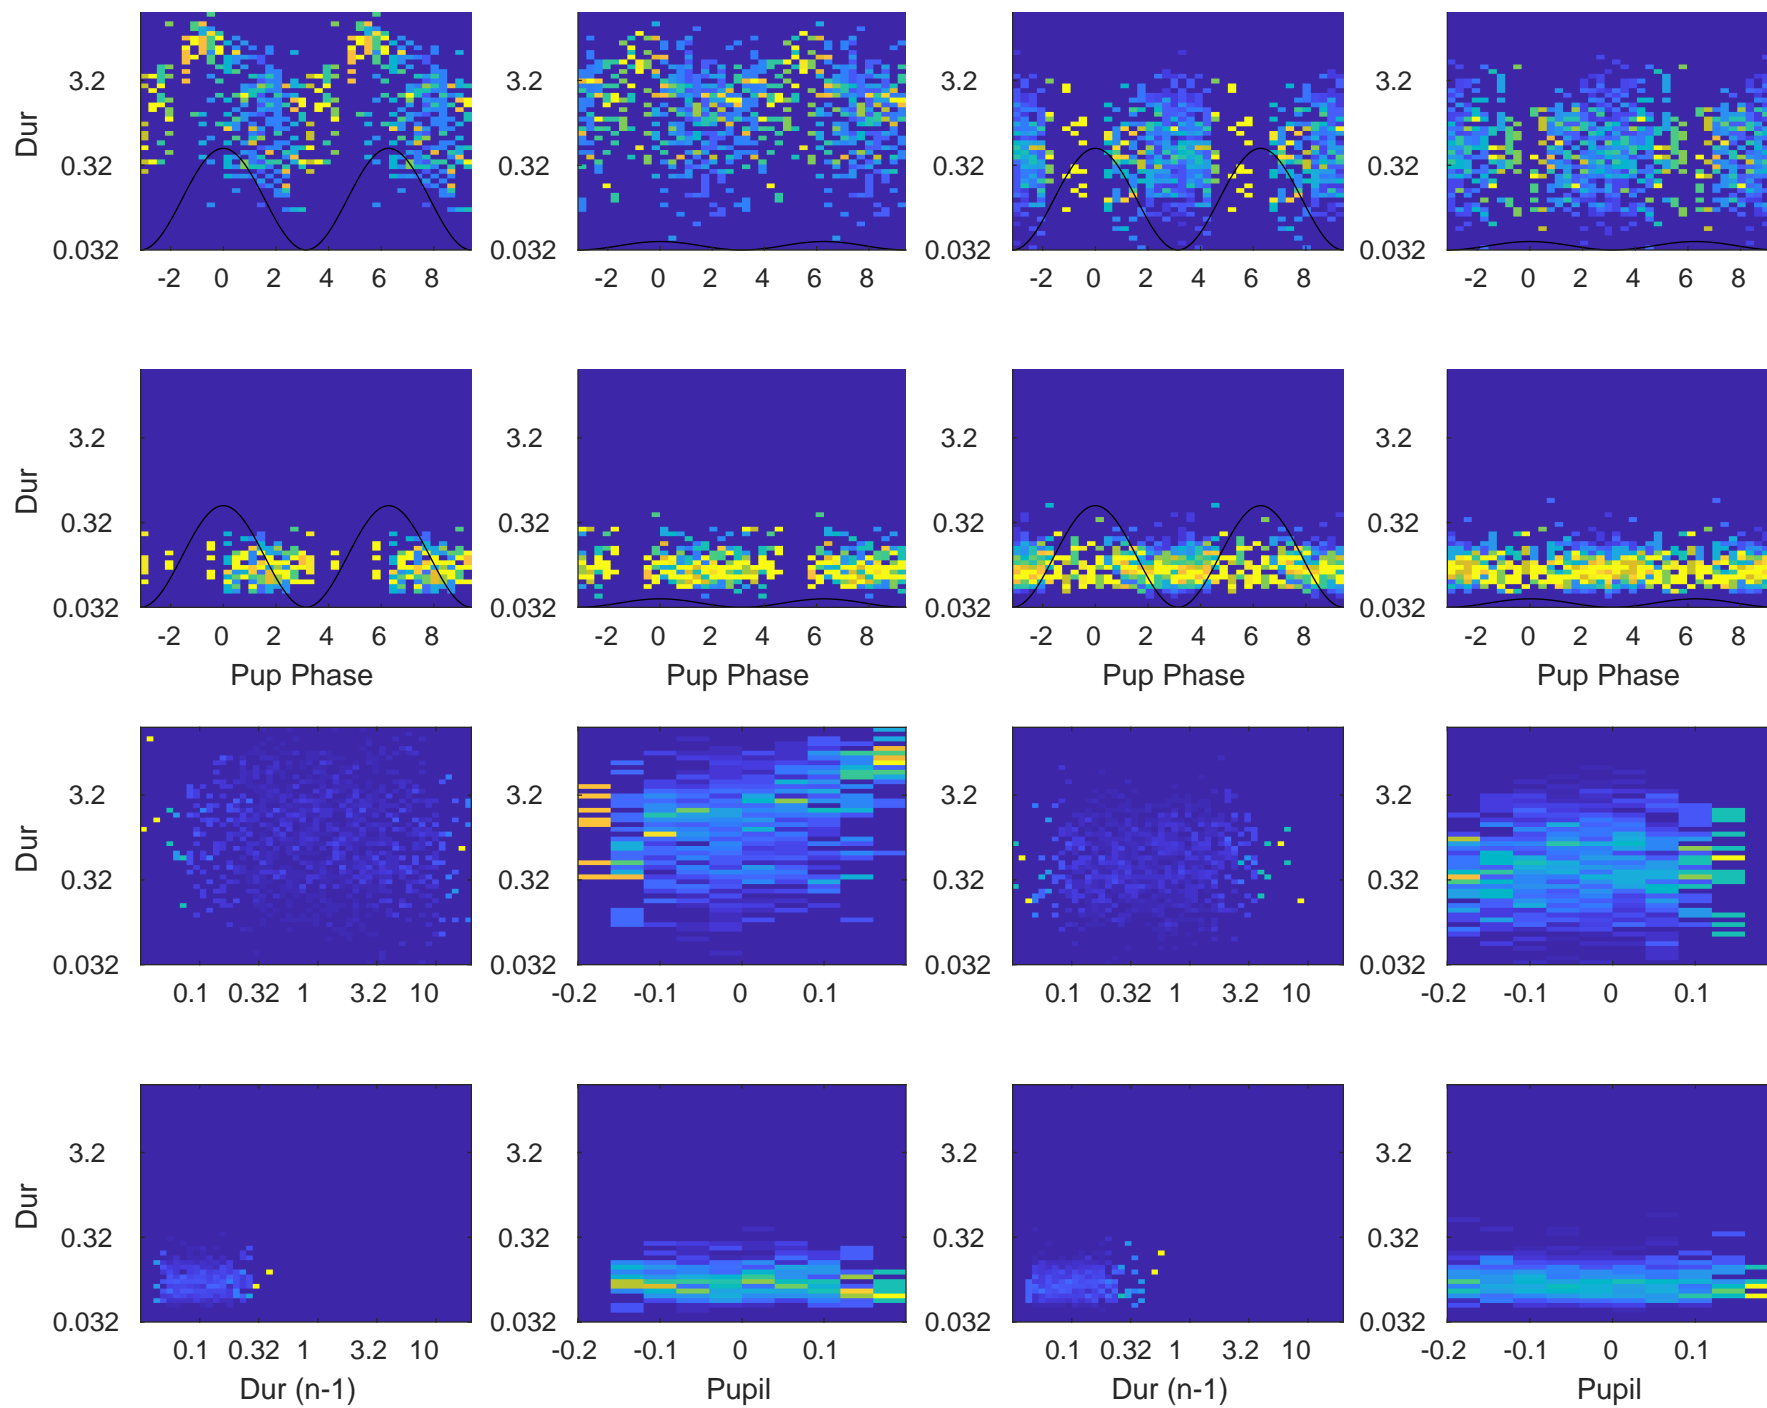 3.2 3.2 3.2 3.2
Dur
0.32 0.32 0.32 0.32
0.032 0.032 0.032 0.032
-2 0 2 4 6 8 -2 0 2 4 6 8 -2 0 2 4 6 8 -2 0 2 4 6 8
3.2 3.2 3.2 3.2
Dur
0.32 0.32 0.32 0.32
0.032 0.032 0.032 0.032
-2 0 2 4 6 8 -2 0 2 4 6 8 -2 0 2 4 6 8 -2 0 2 4 6 8
Pup Phase Pup Phase Pup Phase Pup Phase
3.2 3.2 3.2 3.2
Dur
0.32 0.32 0.32 0.32
0.032 0.032 0.032 0.032
0.1 0.32 1 3.2 10 -0.2 -0.1 0 0.1 0.1 0.32 1 3.2 10 -0.2 -0.1 0 0.1
3.2 3.2 3.2 3.2
Dur
0.32 0.32 0.32 0.32
0.032 0.032 0.032 0.032
0.1 0.32 1 3.2 10 -0.2 -0.1 0 0.1 0.1 0.32 1 3.2 10 -0.2 -0.1 0 0.1
Dur (n-1) Pupil Dur (n-1) Pupil